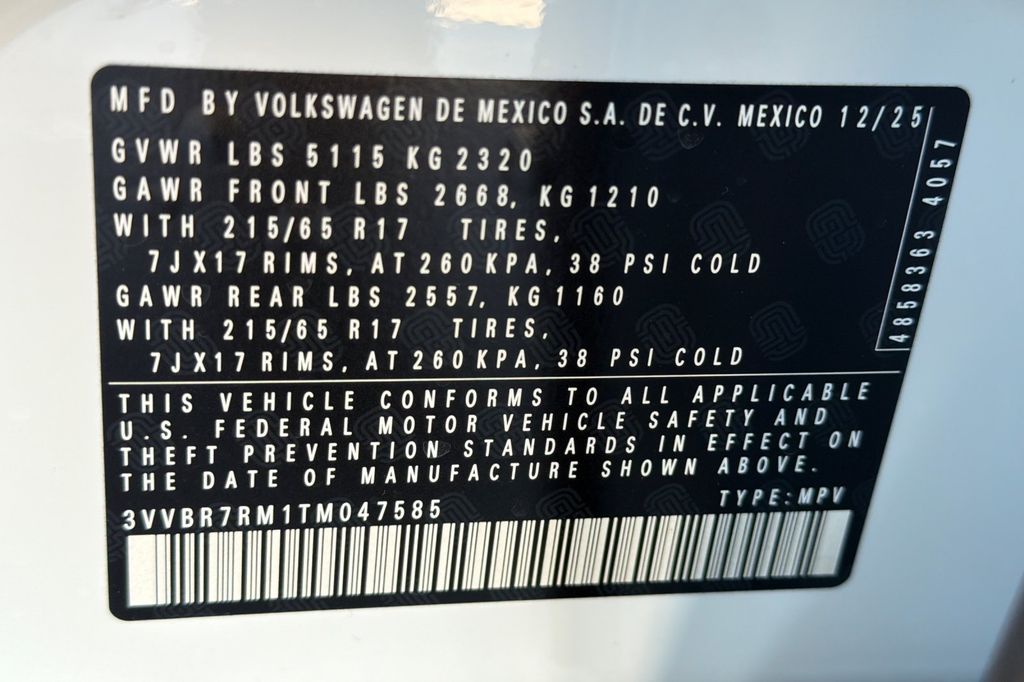 MFD BY VOLKSWAGEN DE MEXICO S.A. DE C.V. MEXICO 12/25
GVWR LBS 5115 KG 2320
GAWR FRONT LBS 2668, KG 1210
WITH 215/65 R17 TIRES,
7JX17 RIMS, AT 260 KPA, 38 PSI COLD
GAWR REAR LBS 2557, KG 1160
WITH 215/65 R17 TIRES,
7JX17 RIMS, AT 260 KPA, 38 PSI COLD
4858363 4057
THIS VEHICLE CONFORMS TO ALL APPLICABLE
U.S. FEDERAL MOTOR VEHICLE SAFETY AND
THEFT PREVENTION STANDARDS IN EFFECT ON
THE DATE OF MANUFACTURE SHOWN ABOVE.
TYPE: MPV
3VVBR7RM1TM047585